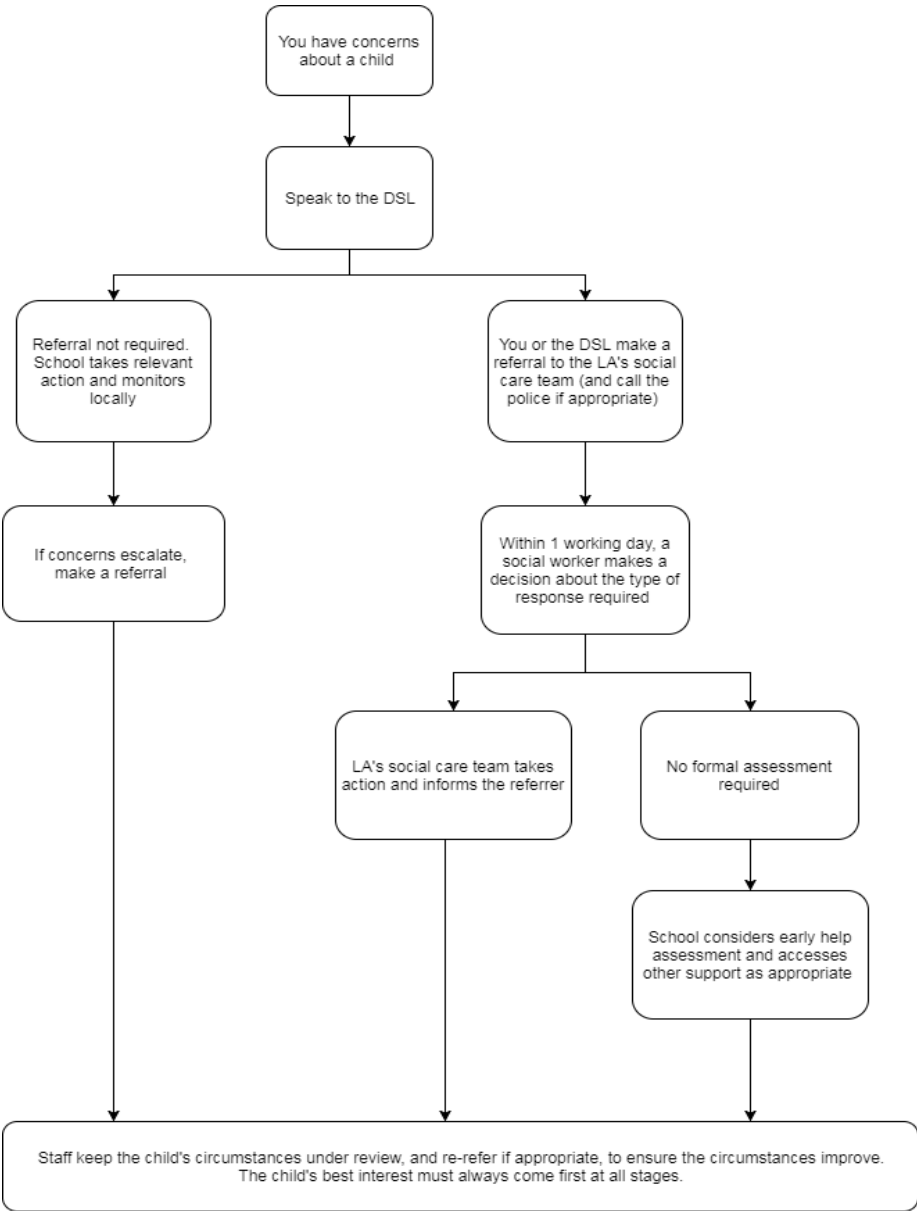 You have concerns
about a child
Speak to the DSL
Referral not required.
School takes relevant
action and monitors
locally
You or the DSL make a
referral to the LA's social
care team (and call the
police if appropriate)
If concerns escalate,
make a referral
Within 1 working day, a
social worker makes a
decision about the type of
response required
LA's social care team takes
action and informs the referrer
No formal assessment
required
School considers early help
assessment and accesses
other support as appropriate
Staff keep the child's circumstances under review, and re-refer if appropriate, to ensure the circumstances improve.
The child's best interest must always come first at all stages.